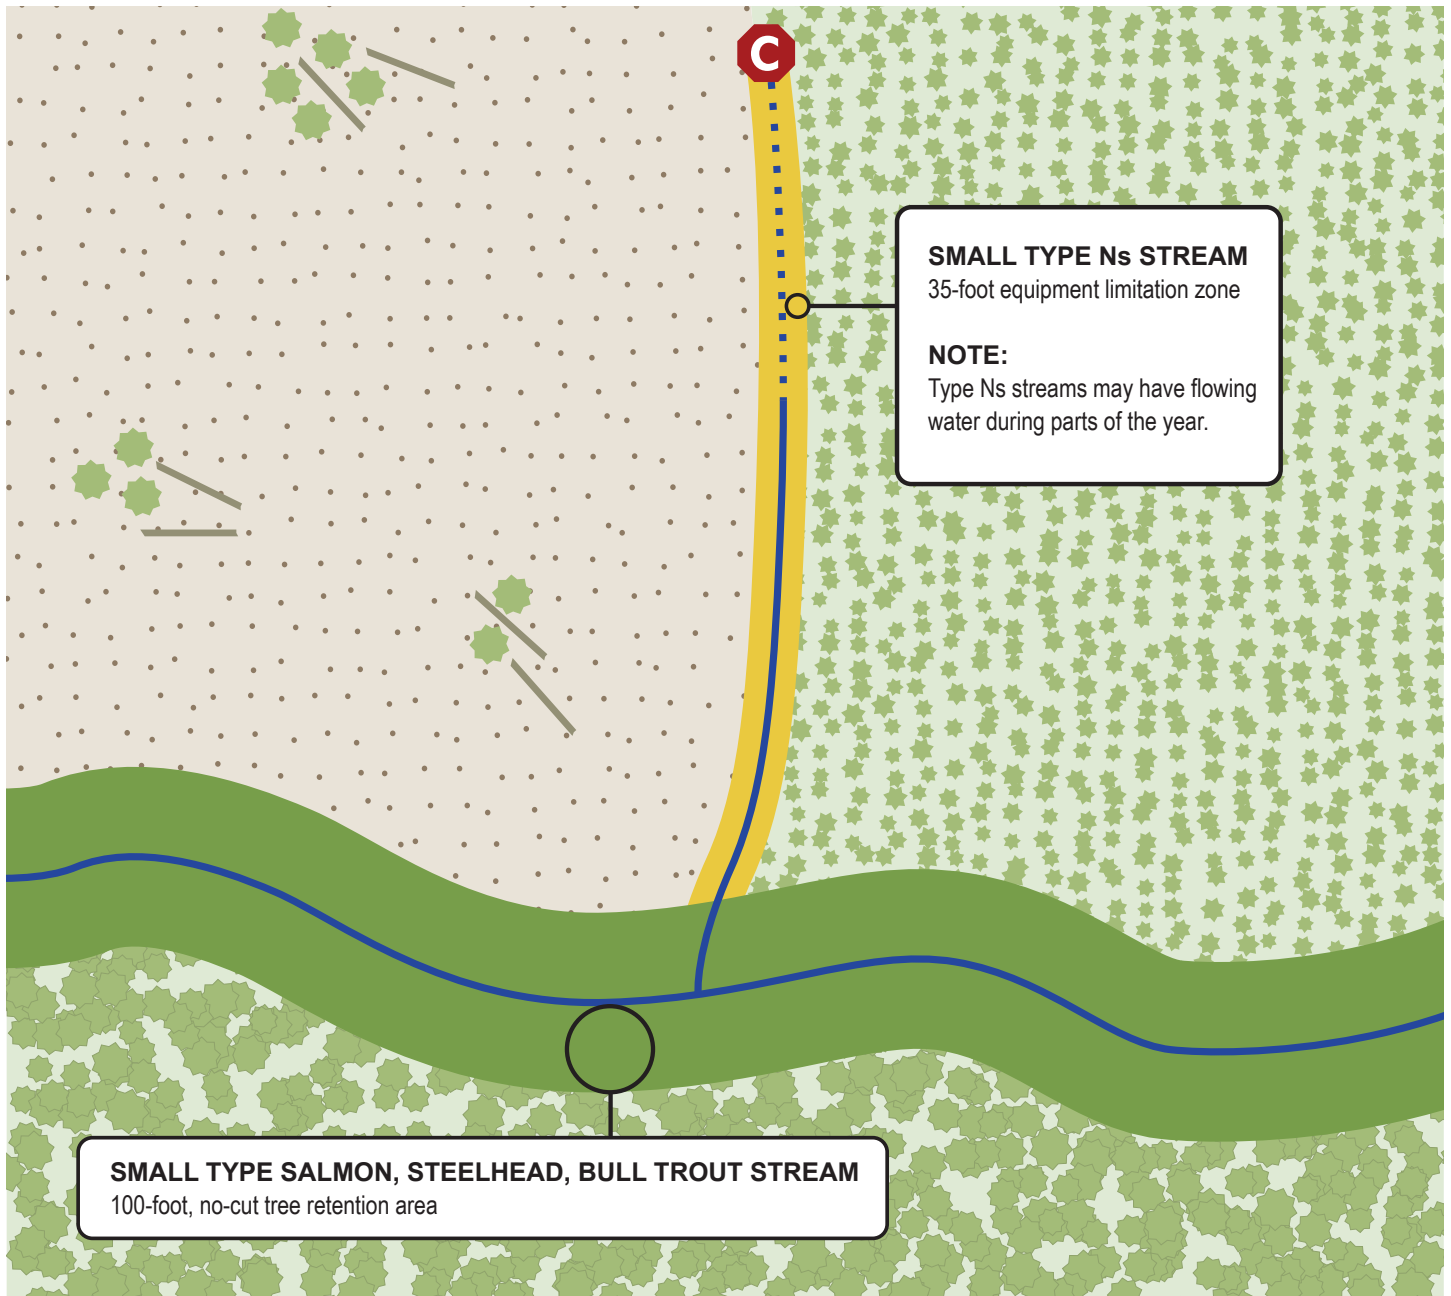 C
SMALL TYPE Ns STREAM
35-foot equipment limitation zone
NOTE:
Type Ns streams may have flowing
water during parts of the year.
SMALL TYPE SALMON, STEELHEAD, BULL TROUT STREAM
100-foot, no-cut tree retention area